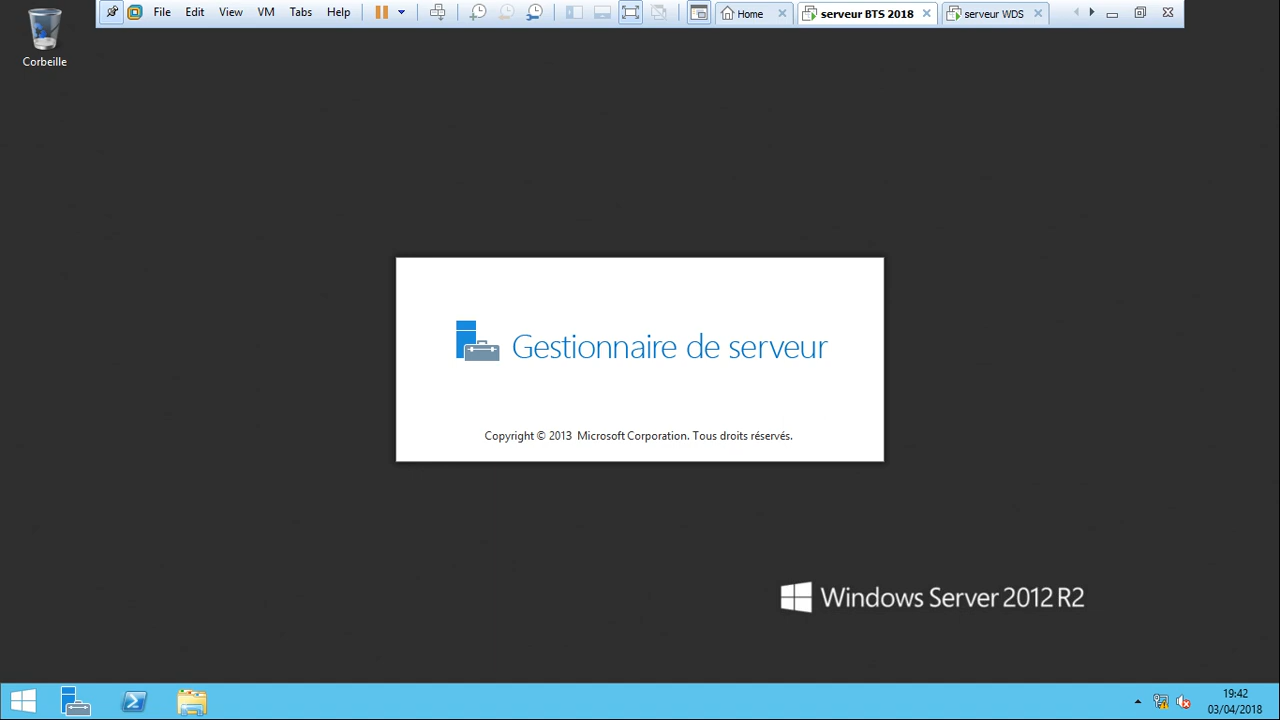 File Edit View VM Tabs Help Home serveur BTS 2018 serveur WDS
Corbeille
Gestionnaire de serveur
Copyright © 2013 Microsoft Corporation. Tous droits réservés.
Windows Server 2012 R2
19:42
03/04/2018